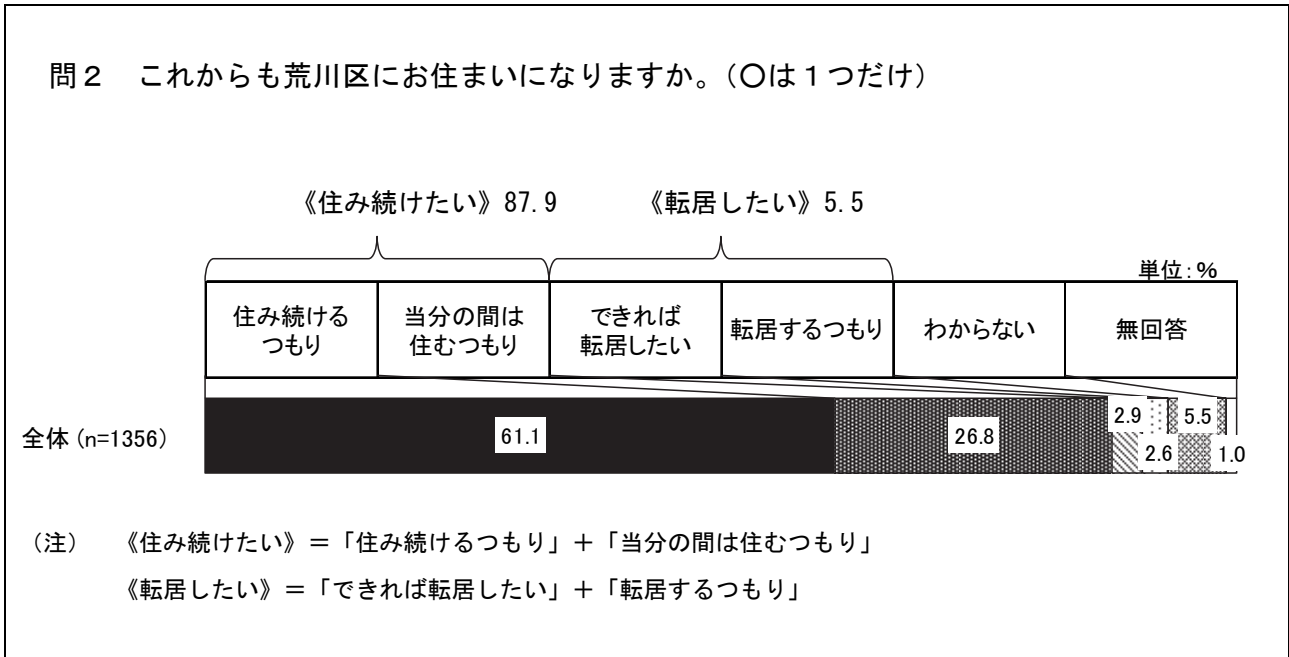 問2 これからも荒川区にお住まいになりますか。(○は1つだけ)
《住み続けたい》87.9 《転居したい》5.5
単位:%
住み続ける
つもり
当分の間は
住むつもり
できれば
転居したい
転居するつもり
わからない
無回答
全体 (n=1356)
61.1
26.8
2.9
2.6
5.5
1.0
(注) 《住み続けたい》=「住み続けるつもり」+「当分の間は住むつもり」
《転居したい》=「できれば転居したい」+「転居するつもり」